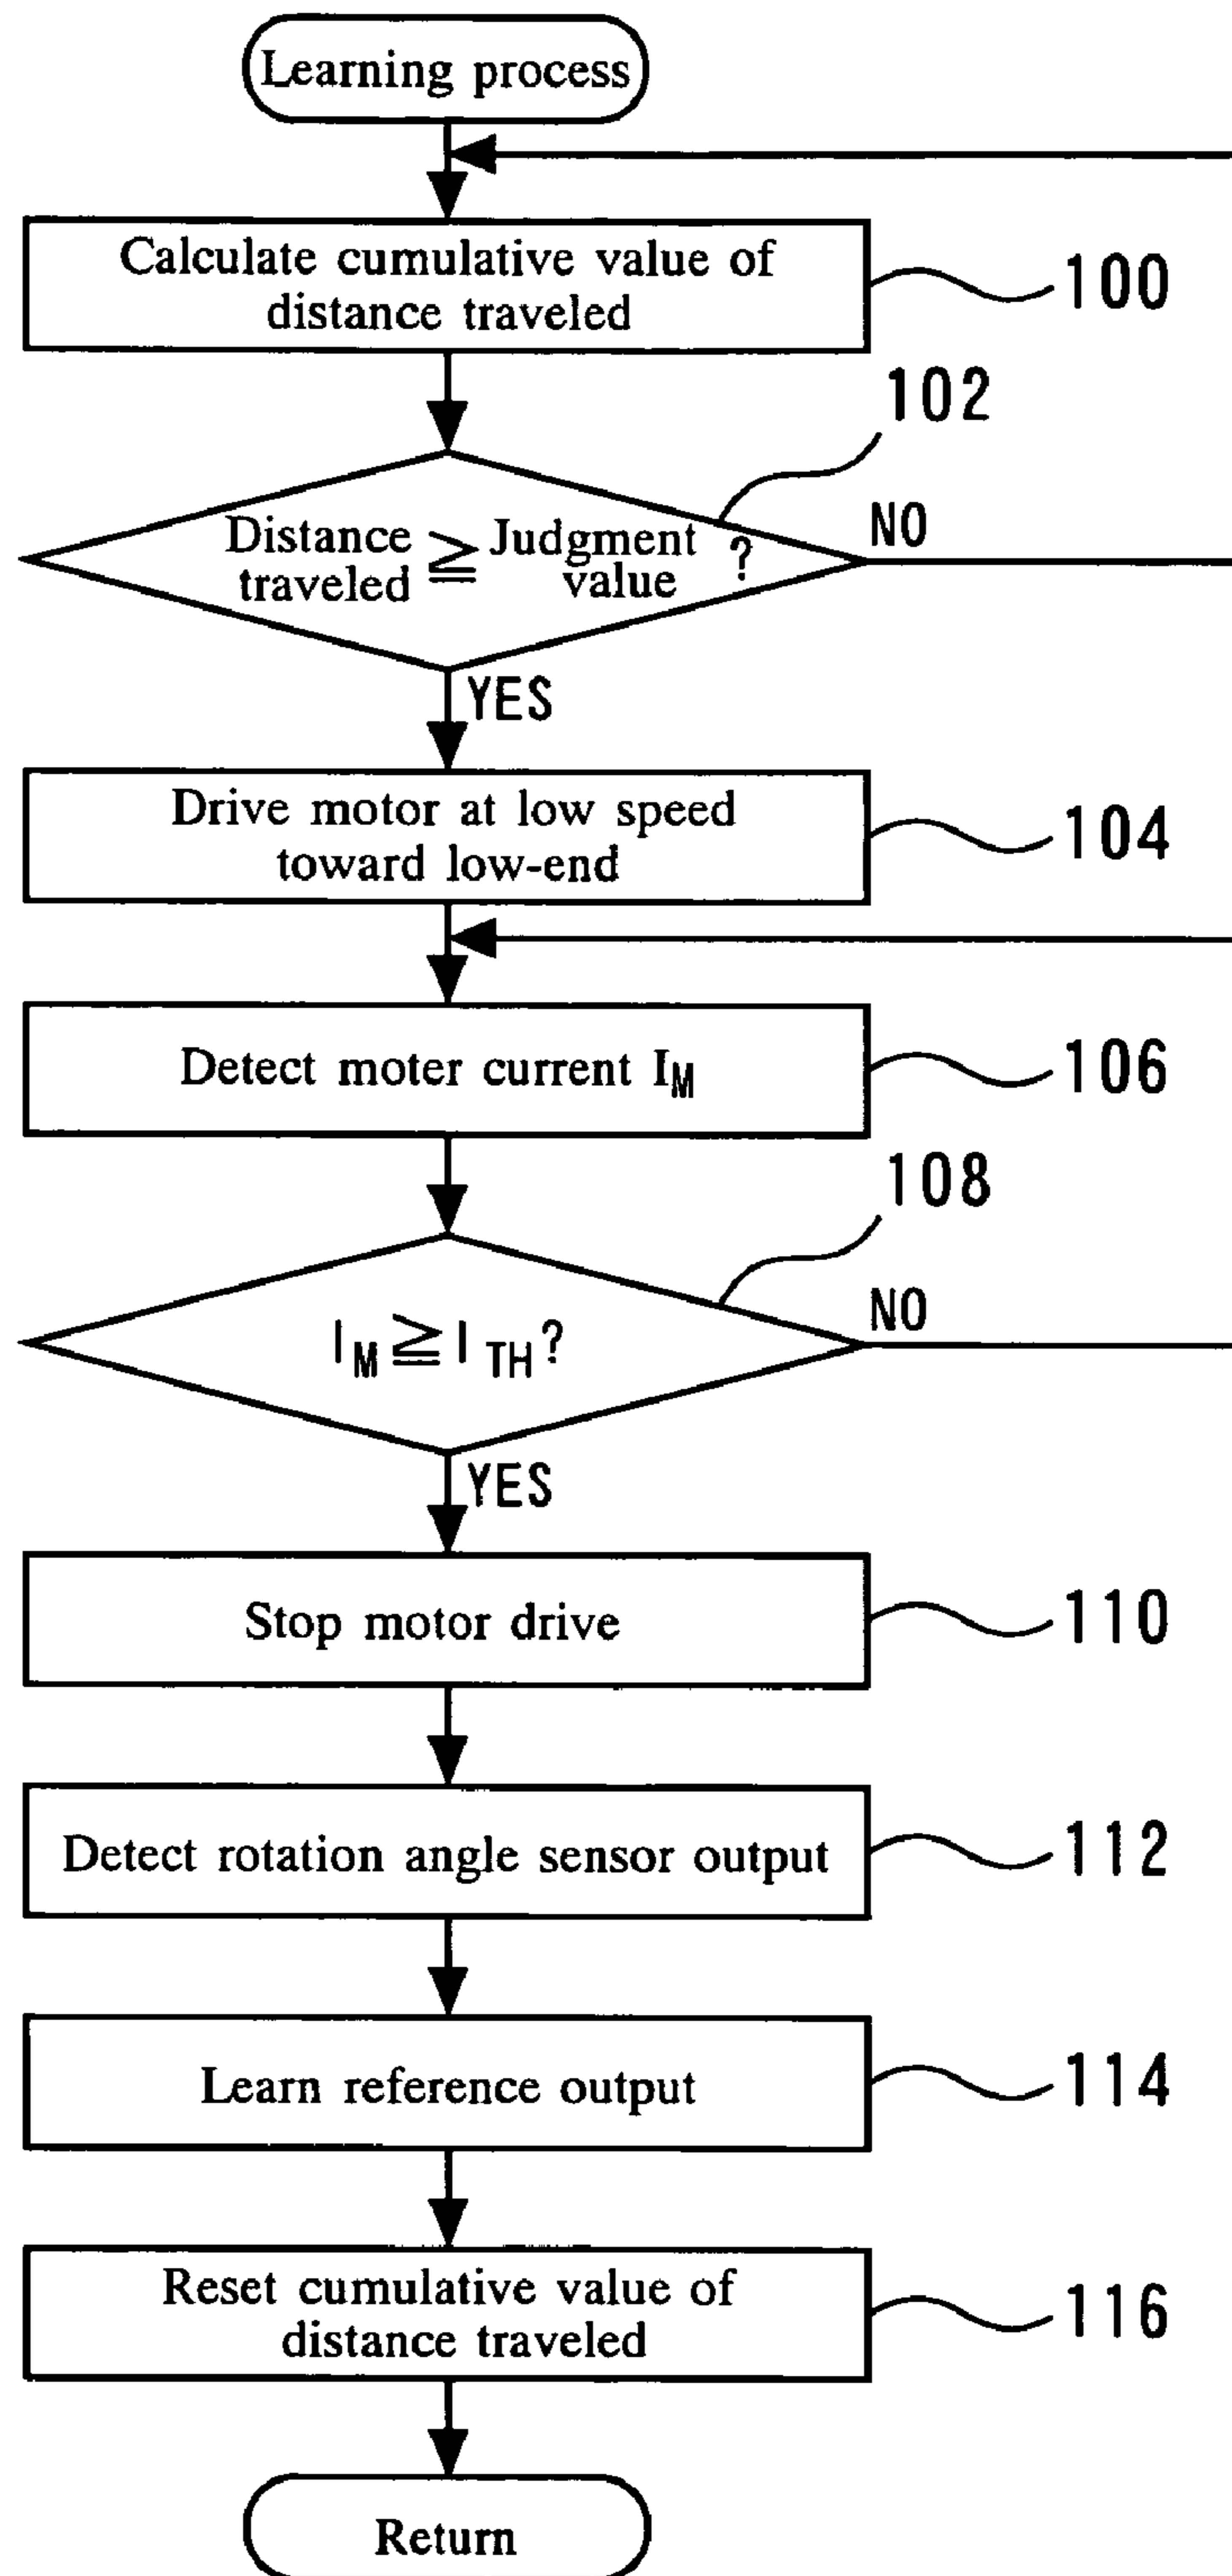 Learning process
Calculate cumulative value of
distance traveled
100
102
Distance
traveled
≧
Judgment
value
?
NO
YES
Drive motor at low speed
toward low-end
104
Detect moter current IM
106
108
IM ≧ ITH?
NO
YES
Stop motor drive
110
Detect rotation angle sensor output
112
Learn reference output
114
Reset cumulative value of
distance traveled
116
Return